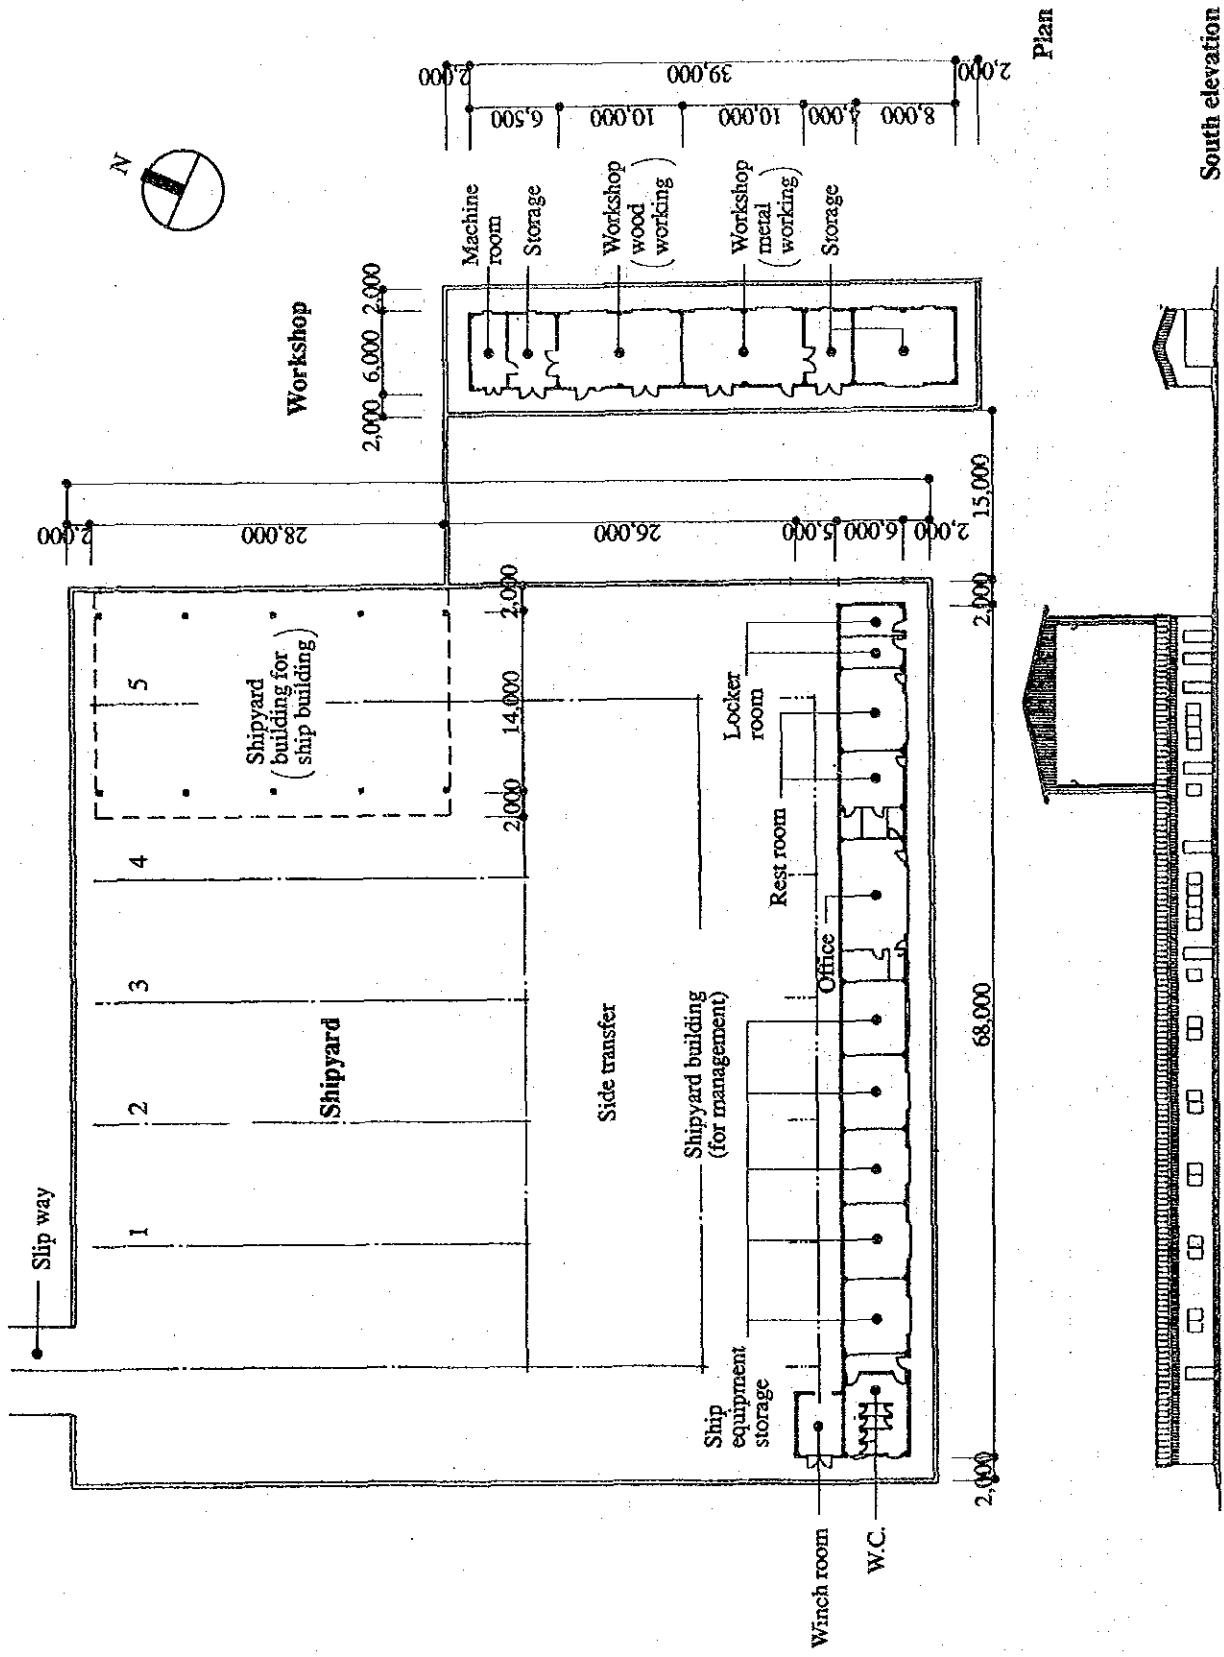 N
Slip way
Workshop
2,000
6,000
2,000
2,000
6,500
10,000
10,000
4,000
8,000
2,000
39,000
Machine
room
Storage
Workshop
(wood
working)
Workshop
(metal
working)
Storage
Plan
2,000
28,000
26,000
5,000
6,000
2,000
1
2
3
4
5
Shipyard
Shipyard
(building for
ship building)
2,000
14,000
2,000
15,000
Side transfer
Shipyard building
(for management)
Locker
room
Rest room
Office
Ship
equipment
storage
Winch room
W.C.
2,000
68,000
2,000
South elevation